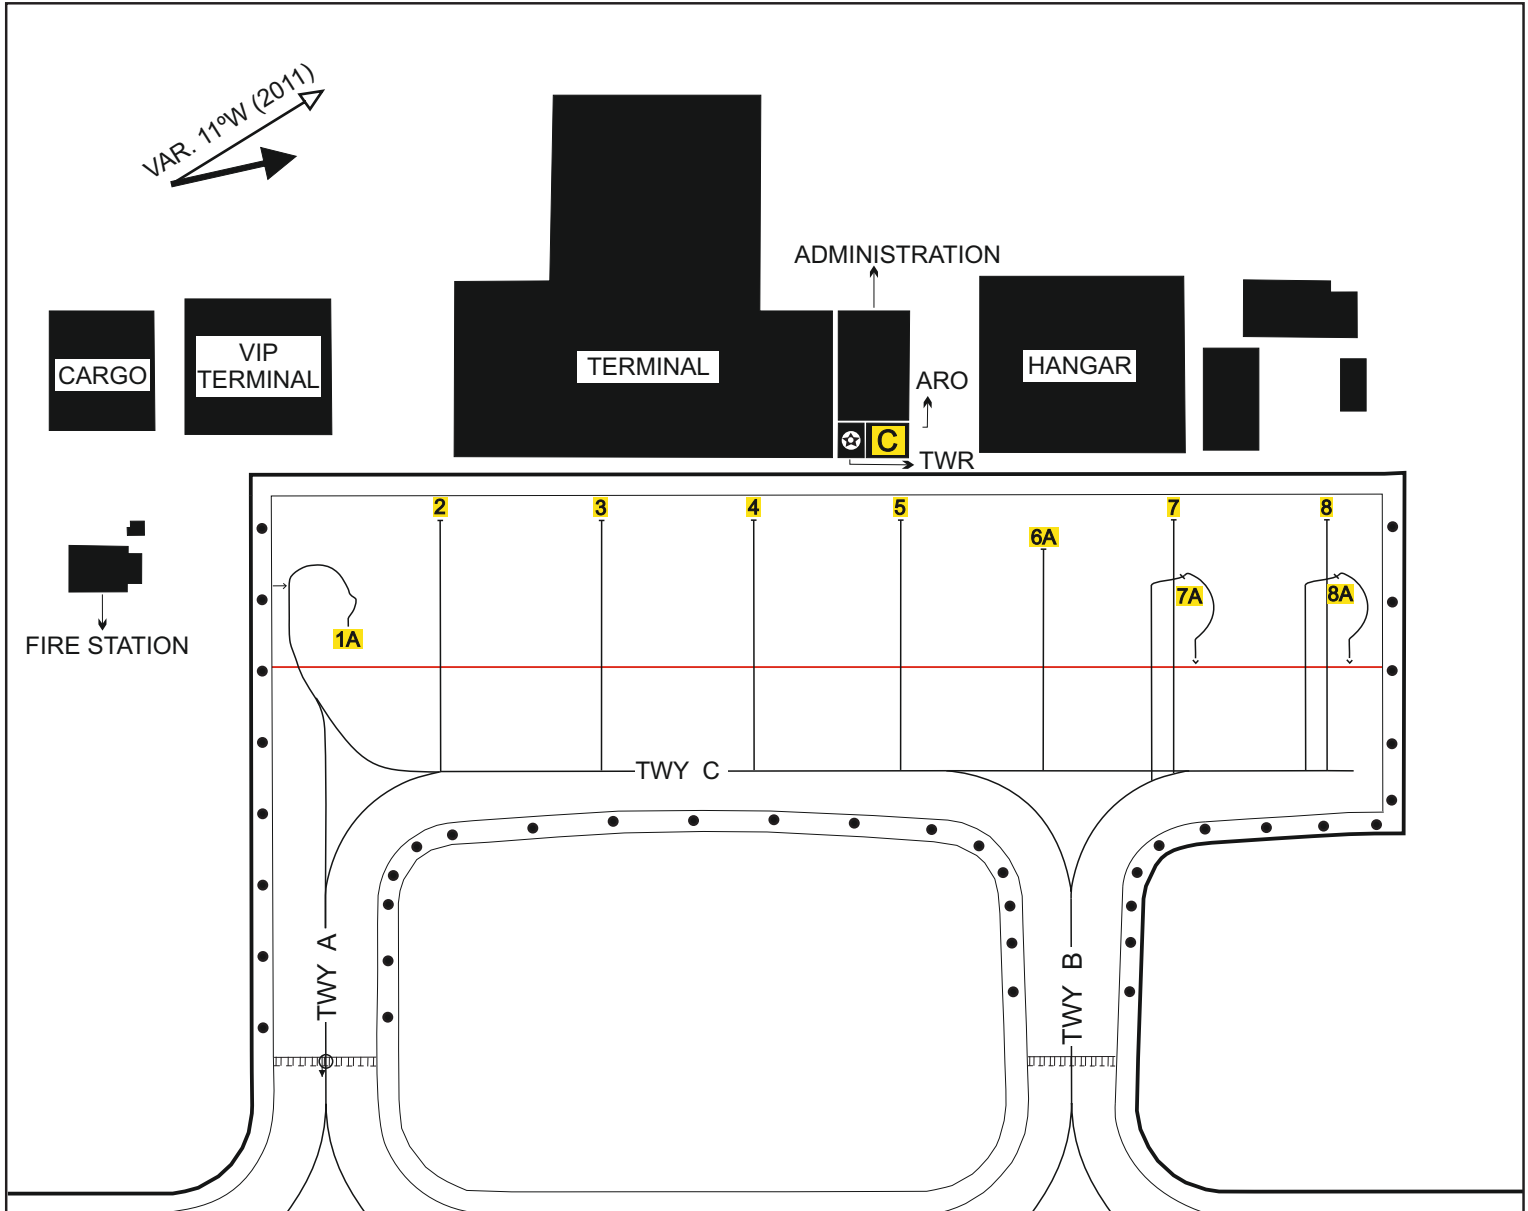 VAR. 11ºW (2011)
ADMINISTRATION
CARGO
VIP
TERMINAL
TERMINAL
HANGAR
ARO
C
TWR
2
3
4
5
6A
7
8
7A
8A
1A
FIRE STATION
TWY C
TWY A
TWY B